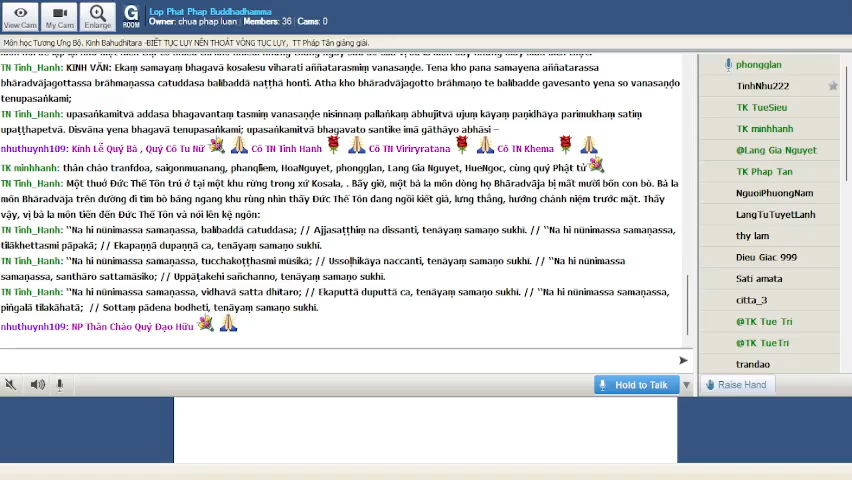 View Cam
My Cam
Enlarge
G
ROOM
Lop Phat Phap Buddhadhamma
Owner: chua phap luan | Members: 36 | Cams: 0
Môn học Tương Ưng Bộ. Kinh Bahudhitara -BIẾT TỤC LỤY NÊN THOÁT VÒNG TỤC LỤY, TT Pháp Tân giảng giải.
TN Tinh_Hanh: KINH VĂN: Ekaṃ samayaṃ bhagavā kosalesu viharati aññatarasmiṃ vanasaṇḍe. Tena kho pana samayena aññatarassa
bhāradvājagottassa brāhmaṇassa catuddasa balibaddā naṭṭhā honti. Atha kho bhāradvājagotto brāhmaṇo te balibadde gavesanto yena so vanasaṇḍo
tenupasaṅkami;
TN Tinh_Hanh: upasaṅkamitvā addasa bhagavantaṃ tasmiṃ vanasaṇḍe nisinnaṃ pallaṅkaṃ ābhujitvā ujuṃ kāyaṃ paṇidhāya parimukhaṃ satiṃ
upaṭṭhapetvā. Disvāna yena bhagavā tenupasaṅkami; upasaṅkamitvā bhagavato santike imā gāthāyo abhāsi –
nhuthuynh109: Kính Lễ Quý Bà , Quý Cô Tu Nữ Cô TN Tinh Hanh Cô TN Viriyratana Cô TN Khema
TK minhhanh: thân chào tranfdoa, saigonmuanang, phanqliem, HoaNguyet, phongglan, Lang Gia Nguyet, HueNgoc, cùng quý Phật tử
TN Tinh_Hanh: Một thuở Đức Thế Tôn trú ở tại một khu rừng trong xứ Kosala, . Bấy giờ, một bà la môn dòng họ Bhāradvāja bị mất mười bốn con bò. Bà la
môn Bhāradvāja trên đường đi tìm bò băng ngang khu rừng nhìn thấy Đức Thế Tôn đang ngồi kiết già, lưng thẳng, hướng chánh niệm trước mặt. Thấy
vậy, vị bà la môn tiến đến Đức Thế Tôn và nói lên kệ ngôn:
TN Tinh_Hanh: ‘‘Na hi nūnimassa samaṇassa, balibaddā catuddasa; // Ajjasaṭṭhiṃ na dissanti, tenāyaṃ samaṇo sukhī. // ‘‘Na hi nūnimassa samaṇassa,
tilākhettasmi pāpakā; // Ekapaṇṇā dupaṇṇā ca, tenāyaṃ samaṇo sukhī.
TN Tinh_Hanh: ‘‘Na hi nūnimassa samaṇassa, tucchakoṭṭhasmi mūsikā; // Ussoḷhikāya naccanti, tenāyaṃ samaṇo sukhī. // ‘‘Na hi nūnimassa
samaṇassa, santhāro sattamāsiko; // Uppāṭakehi sañchanno, tenāyaṃ samaṇo sukhī.
TN Tinh_Hanh: ‘‘Na hi nūnimassa samaṇassa, vidhavā satta dhītaro; // Ekaputtā duputtā ca, tenāyaṃ samaṇo sukhī. // ‘‘Na hi nūnimassa samaṇassa,
piṅgalā tilakāhatā; // Sottaṃ pādena bodheti, tenāyaṃ samaṇo sukhī.
nhuthuynh109: NP Thân Chào Quý Đạo Hữu
Hold to Talk
Raise Hand
phongglan
TinhNhu222
TK TueSieu
TK minhhanh
@Lang Gia Nguyet
TK Phap Tan
NguoiPhuongNam
LangTuTuyetLanh
thy lam
Dieu Giac 999
Sati amata
citta_3
@TK Tue Tri
@TK TueTri
trandao